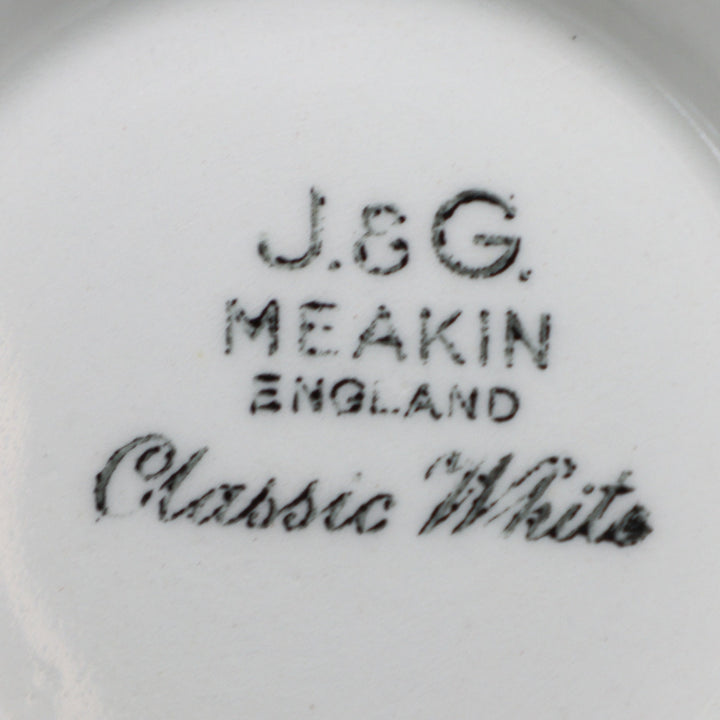 J.&G.
MEAKIN
ENGLAND
Classic White